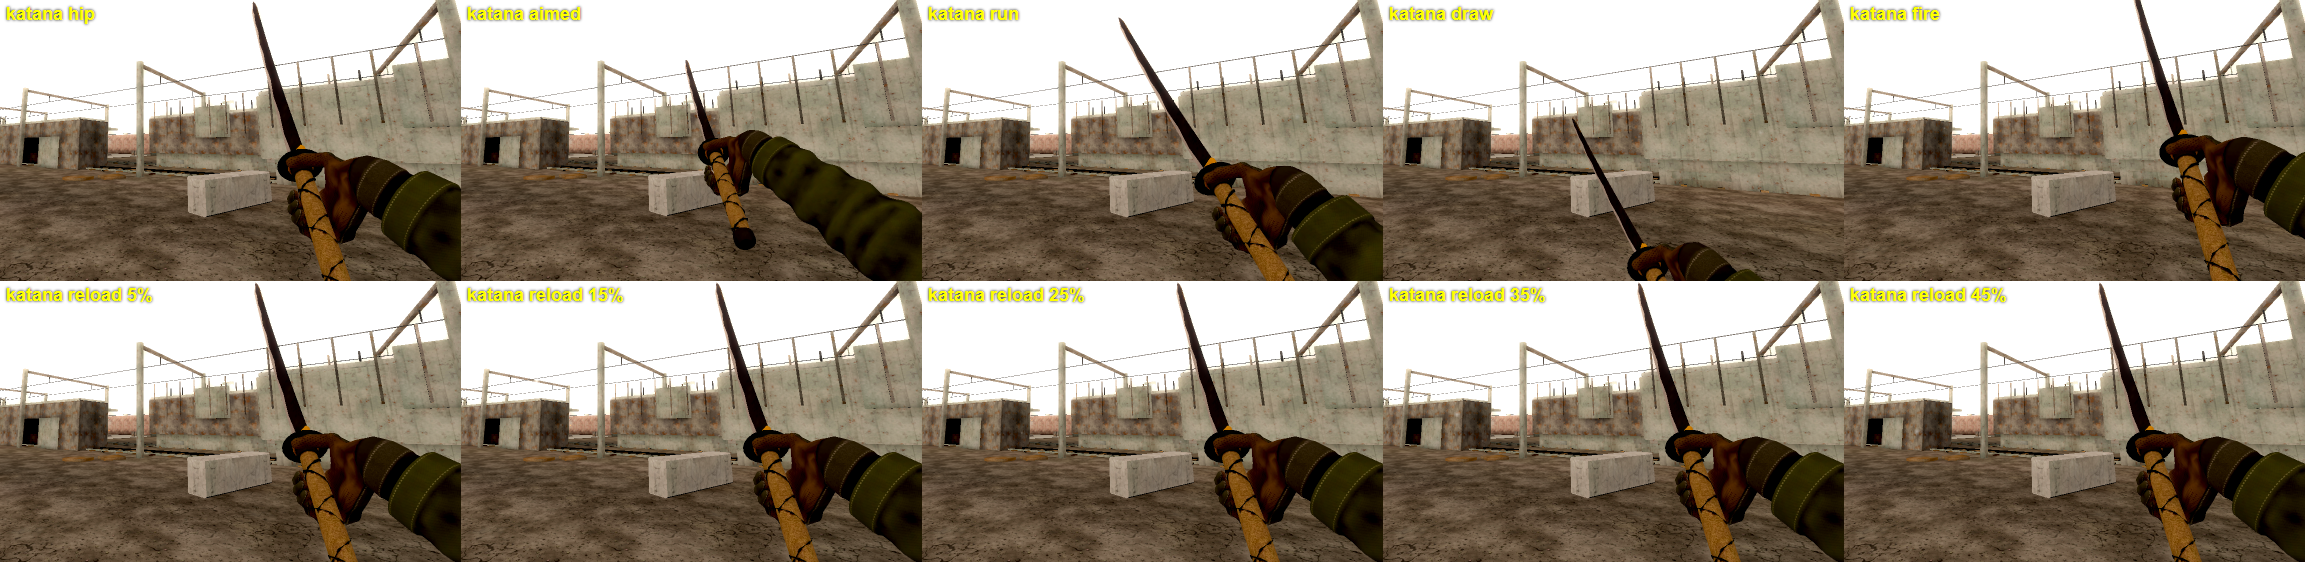 katana hip
katana aimed
katana run
katana draw
katana fire
katana reload 5%
katana reload 15%
katana reload 25%
katana reload 35%
katana reload 45%